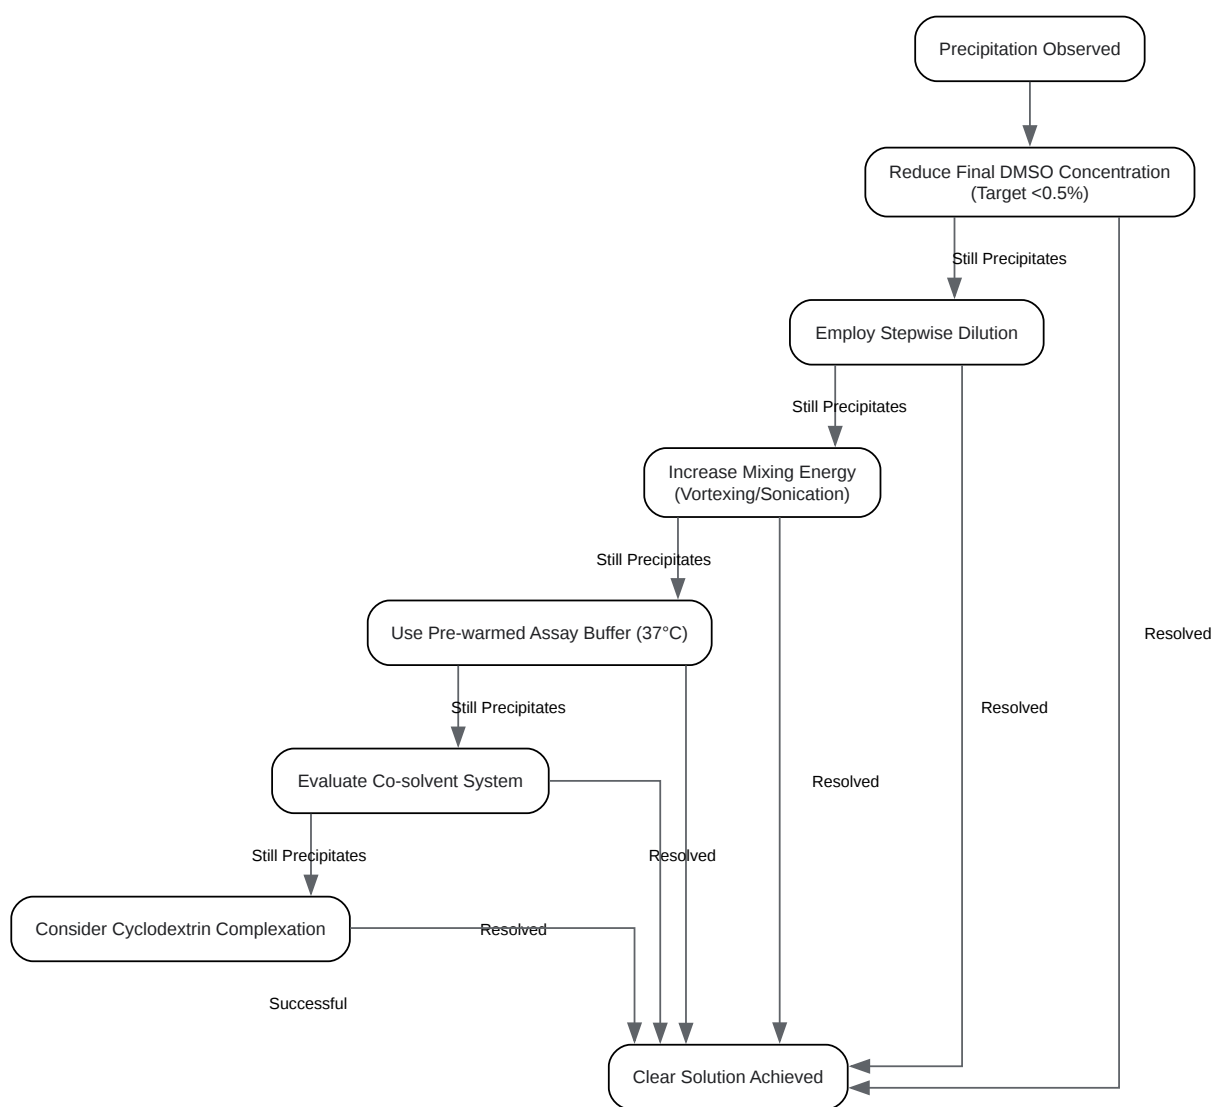 Precipitation Observed
Reduce Final DMSO Concentration
(Target <0.5%)
Still Precipitates
Employ Stepwise Dilution
Still Precipitates
Increase Mixing Energy
(Vortexing/Sonication)
Still Precipitates
Use Pre-warmed Assay Buffer (37°C)
Resolved
Still Precipitates
Resolved
Evaluate Co-solvent System
Resolved
Still Precipitates
Resolved
Consider Cyclodextrin Complexation
Resolved
Successful
Clear Solution Achieved